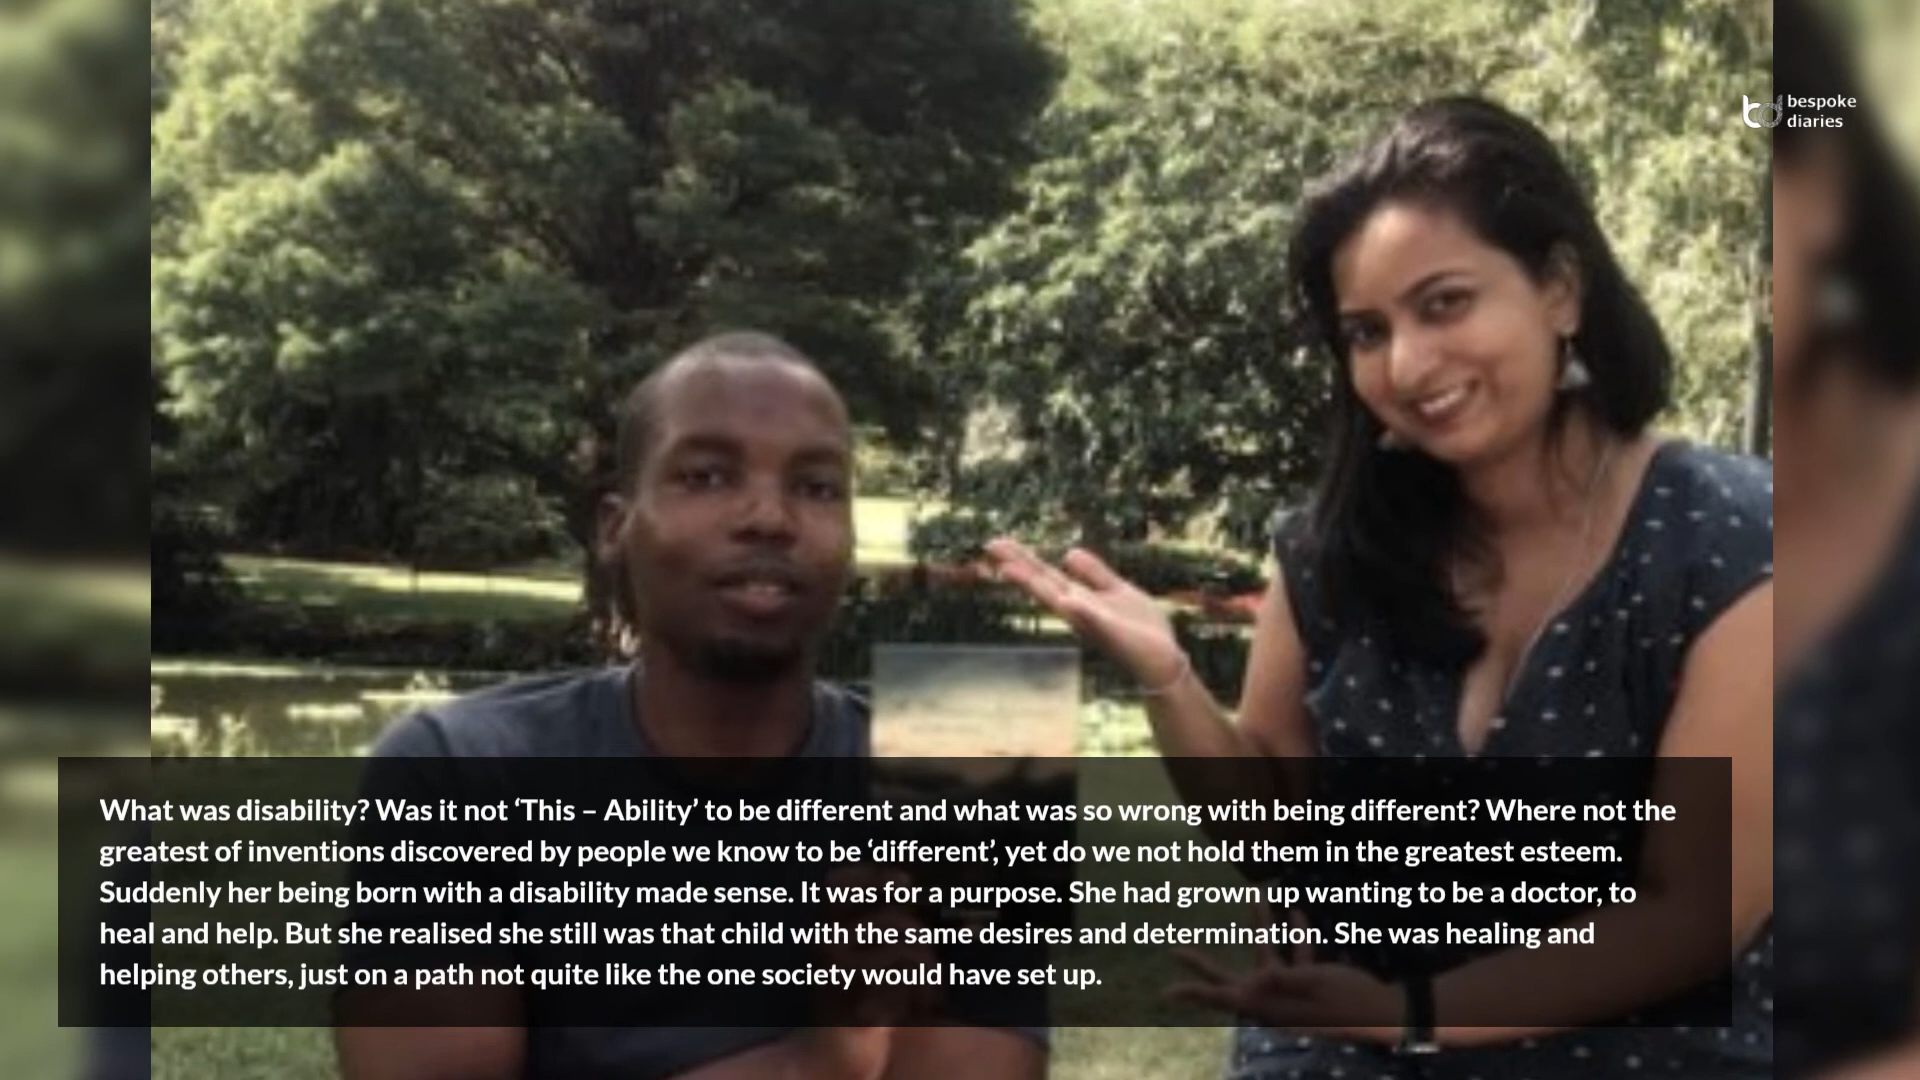 bespoke
diaries
What was disability? Was it not ‘This – Ability’ to be different and what was so wrong with being different? Where not the
greatest of inventions discovered by people we know to be ‘different’, yet do we not hold them in the greatest esteem.
Suddenly her being born with a disability made sense. It was for a purpose. She had grown up wanting to be a doctor, to
heal and help. But she realised she still was that child with the same desires and determination. She was healing and
helping others, just on a path not quite like the one society would have set up.